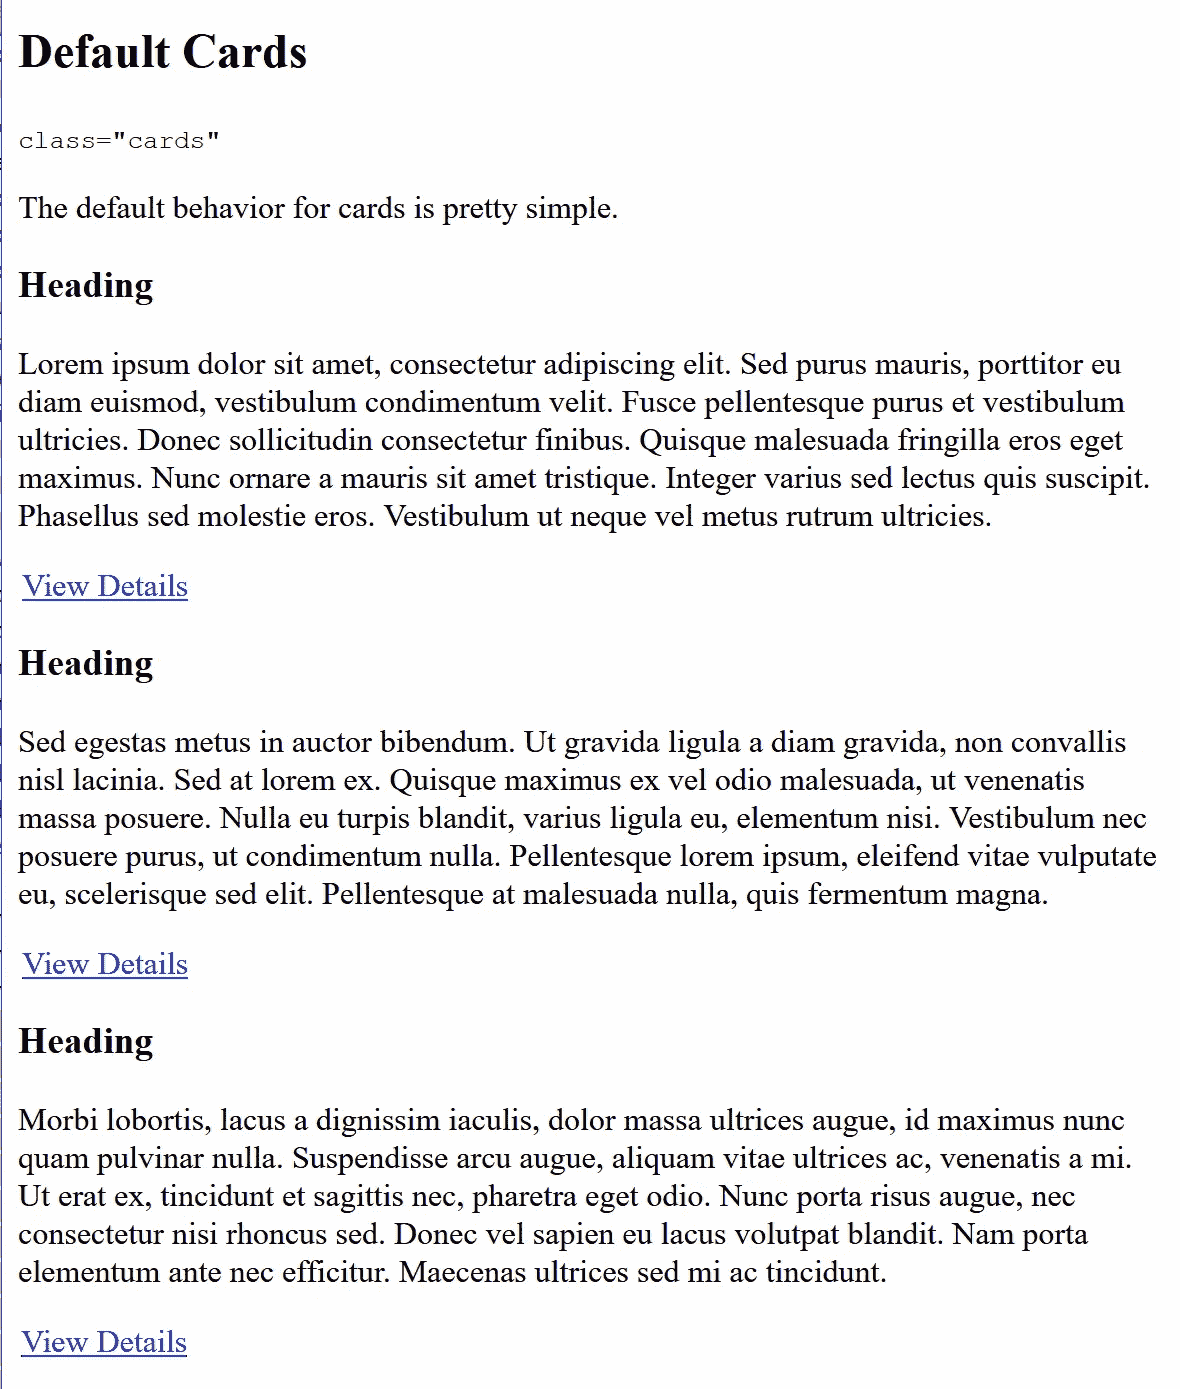 Default Cards
class="cards"
The default behavior for cards is pretty simple.
Heading
Lorem ipsum dolor sit amet, consectetur adipiscing elit. Sed purus mauris, porttitor eu
diam euismod, vestibulum condimentum velit. Fusce pellentesque purus et vestibulum
ultricies. Donec sollicitudin consectetur finibus. Quisque malesuada fringilla eros eget
maximus. Nunc ornare a mauris sit amet tristique. Integer varius sed lectus quis suscipit.
Phasellus sed molestie eros. Vestibulum ut neque vel metus rutrum ultricies.
View Details
Heading
Sed egestas metus in auctor bibendum. Ut gravida ligula a diam gravida, non convallis
nisl lacinia. Sed at lorem ex. Quisque maximus ex vel odio malesuada, ut venenatis
massa posuere. Nulla eu turpis blandit, varius ligula eu, elementum nisi. Vestibulum nec
posuere purus, ut condimentum nulla. Pellentesque lorem ipsum, eleifend vitae vulputate
eu, scelerisque sed elit. Pellentesque at malesuada nulla, quis fermentum magna.
View Details
Heading
Morbi lobortis, lacus a dignissim iaculis, dolor massa ultrices augue, id maximus nunc
quam pulvinar nulla. Suspendisse arcu augue, aliquam vitae ultrices ac, venenatis a mi.
Ut erat ex, tincidunt et sagittis nec, pharetra eget odio. Nunc porta risus augue, nec
consectetur nisi rhoncus sed. Donec vel sapien eu lacus volutpat blandit. Nam porta
elementum ante nec efficitur. Maecenas ultrices sed mi ac tincidunt.
View Details